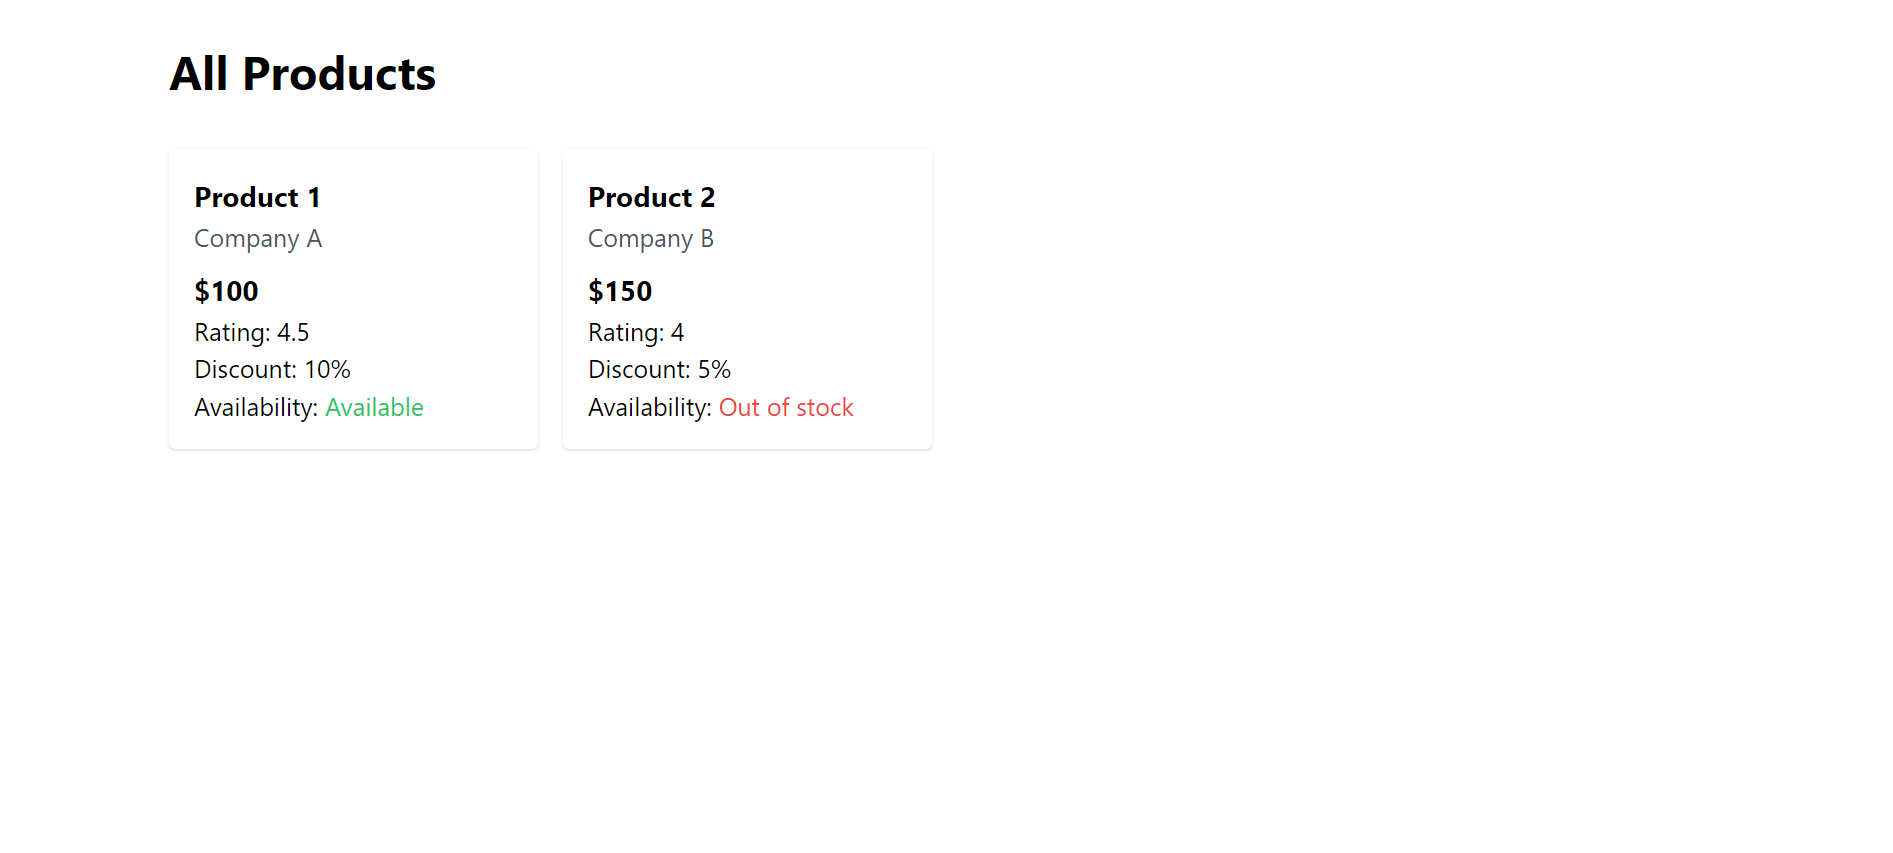 All Products
Product 1
Company A
$100
Rating: 4.5
Discount: 10%
Availability: Available
Product 2
Company B
$150
Rating: 4
Discount: 5%
Availability: Out of stock